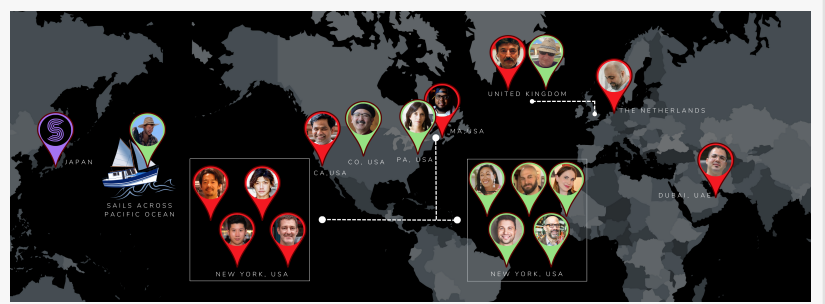 UNITED KINGDOM
THE NETHERLANDS
MA,USA
JAPAN
CO, USA
PA, USA
CA,USA
DUBAI, UAE
SAILS ACROSS
PACIFIC OCEAN
NEW YORK, USA
NEW YORK, USA